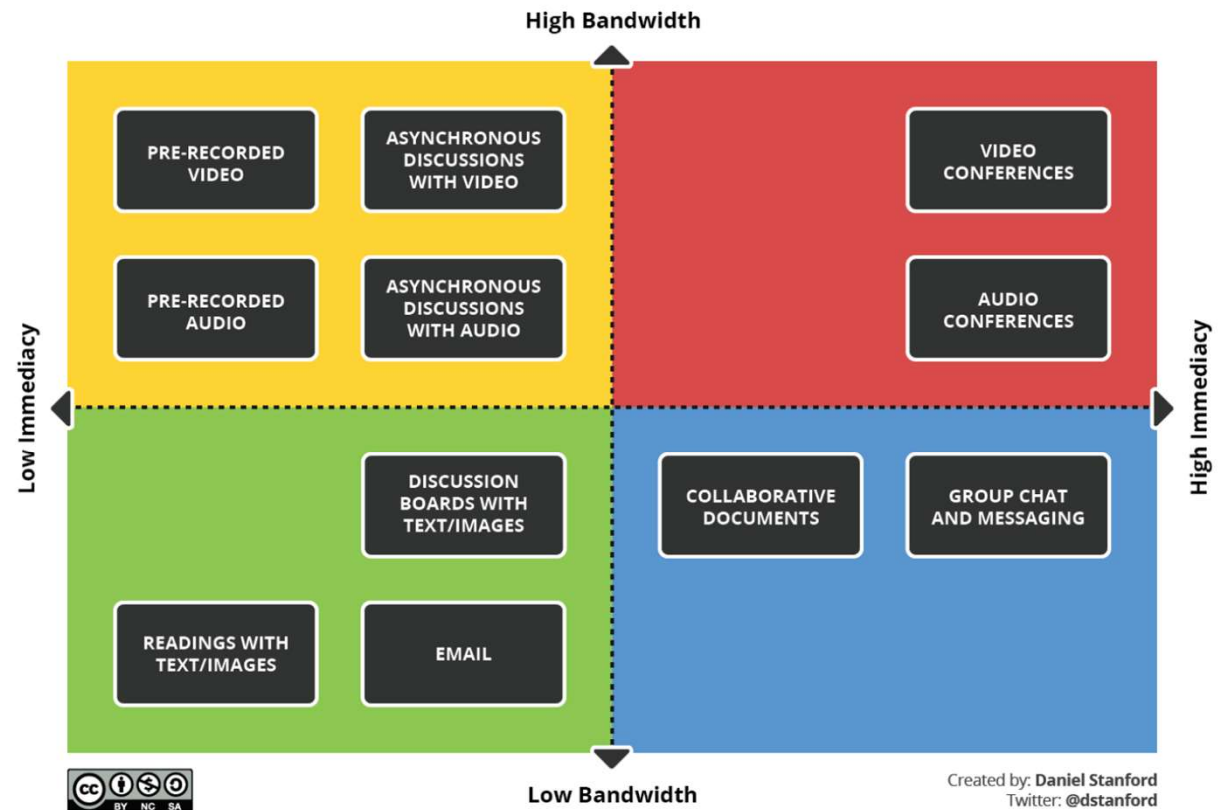 High Bandwidth
PRE-RECORDED
VIDEO
ASYNCHRONOUS
DISCUSSIONS
WITH VIDEO
VIDEO
CONFERENCES
PRE-RECORDED
AUDIO
ASYNCHRONOUS
DISCUSSIONS
WITH AUDIO
AUDIO
CONFERENCES
Low Immediacy
High Immediacy
DISCUSSION
BOARDS WITH
TEXT/IMAGES
COLLABORATIVE
DOCUMENTS
GROUP CHAT
AND MESSAGING
READINGS WITH
TEXT/IMAGES
EMAIL
cc
BY NC SA
Low Bandwidth
Created by: Daniel Stanford
Twitter: @dstanford